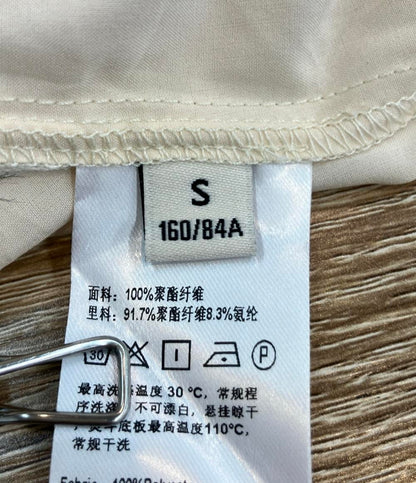 S
160/84A
面料：100%聚酯纤维
里料：91.7%聚酯纤维8.3%氨纶
30 P
最高洗涤温度 30 ºC，常规程
序洗涤 不可漂白，悬挂晾干
熨斗底板最高温度110℃，
常规干洗